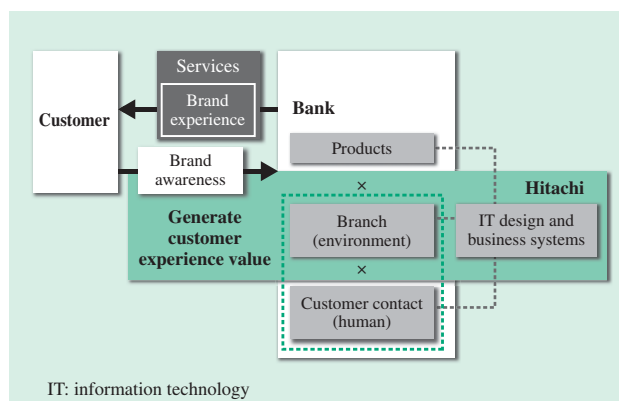 Services
Brand
experience
Customer
Bank
Brand
awareness
Products
×
Hitachi
Generate
customer
experience value
Branch
(environment)
IT design and
business systems
×
Customer contact
(human)
IT: information technology